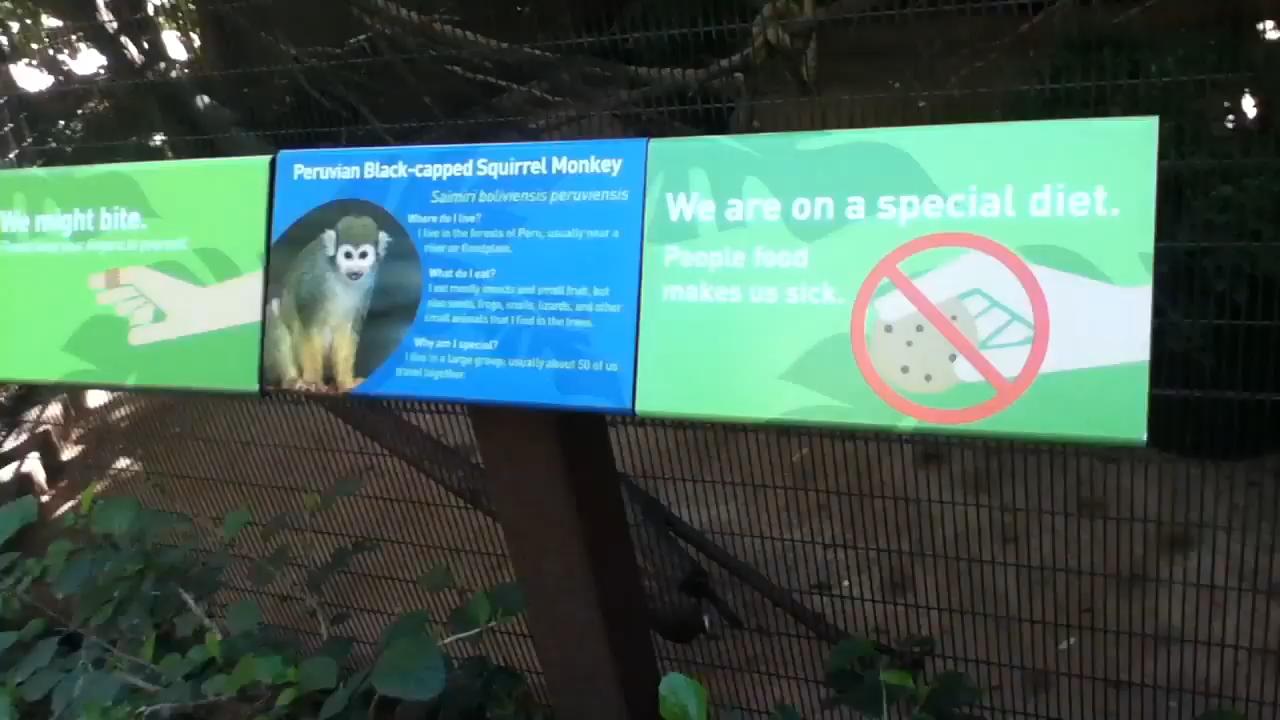 We might bite.
Peruvian Black-capped Squirrel Monkey
Saimiri boliviensis peruviensis
Where do I live?
I live in the forests of Peru, usually near a
river or floodplain.
What do I eat?
I eat mostly insects and small fruit, but
also seeds, frogs, snails, lizards, and other
small animals that I find in the trees.
Why am I special?
I live in a large group, usually about 50 of us
travel together.
We are on a special diet.
People food
makes us sick.